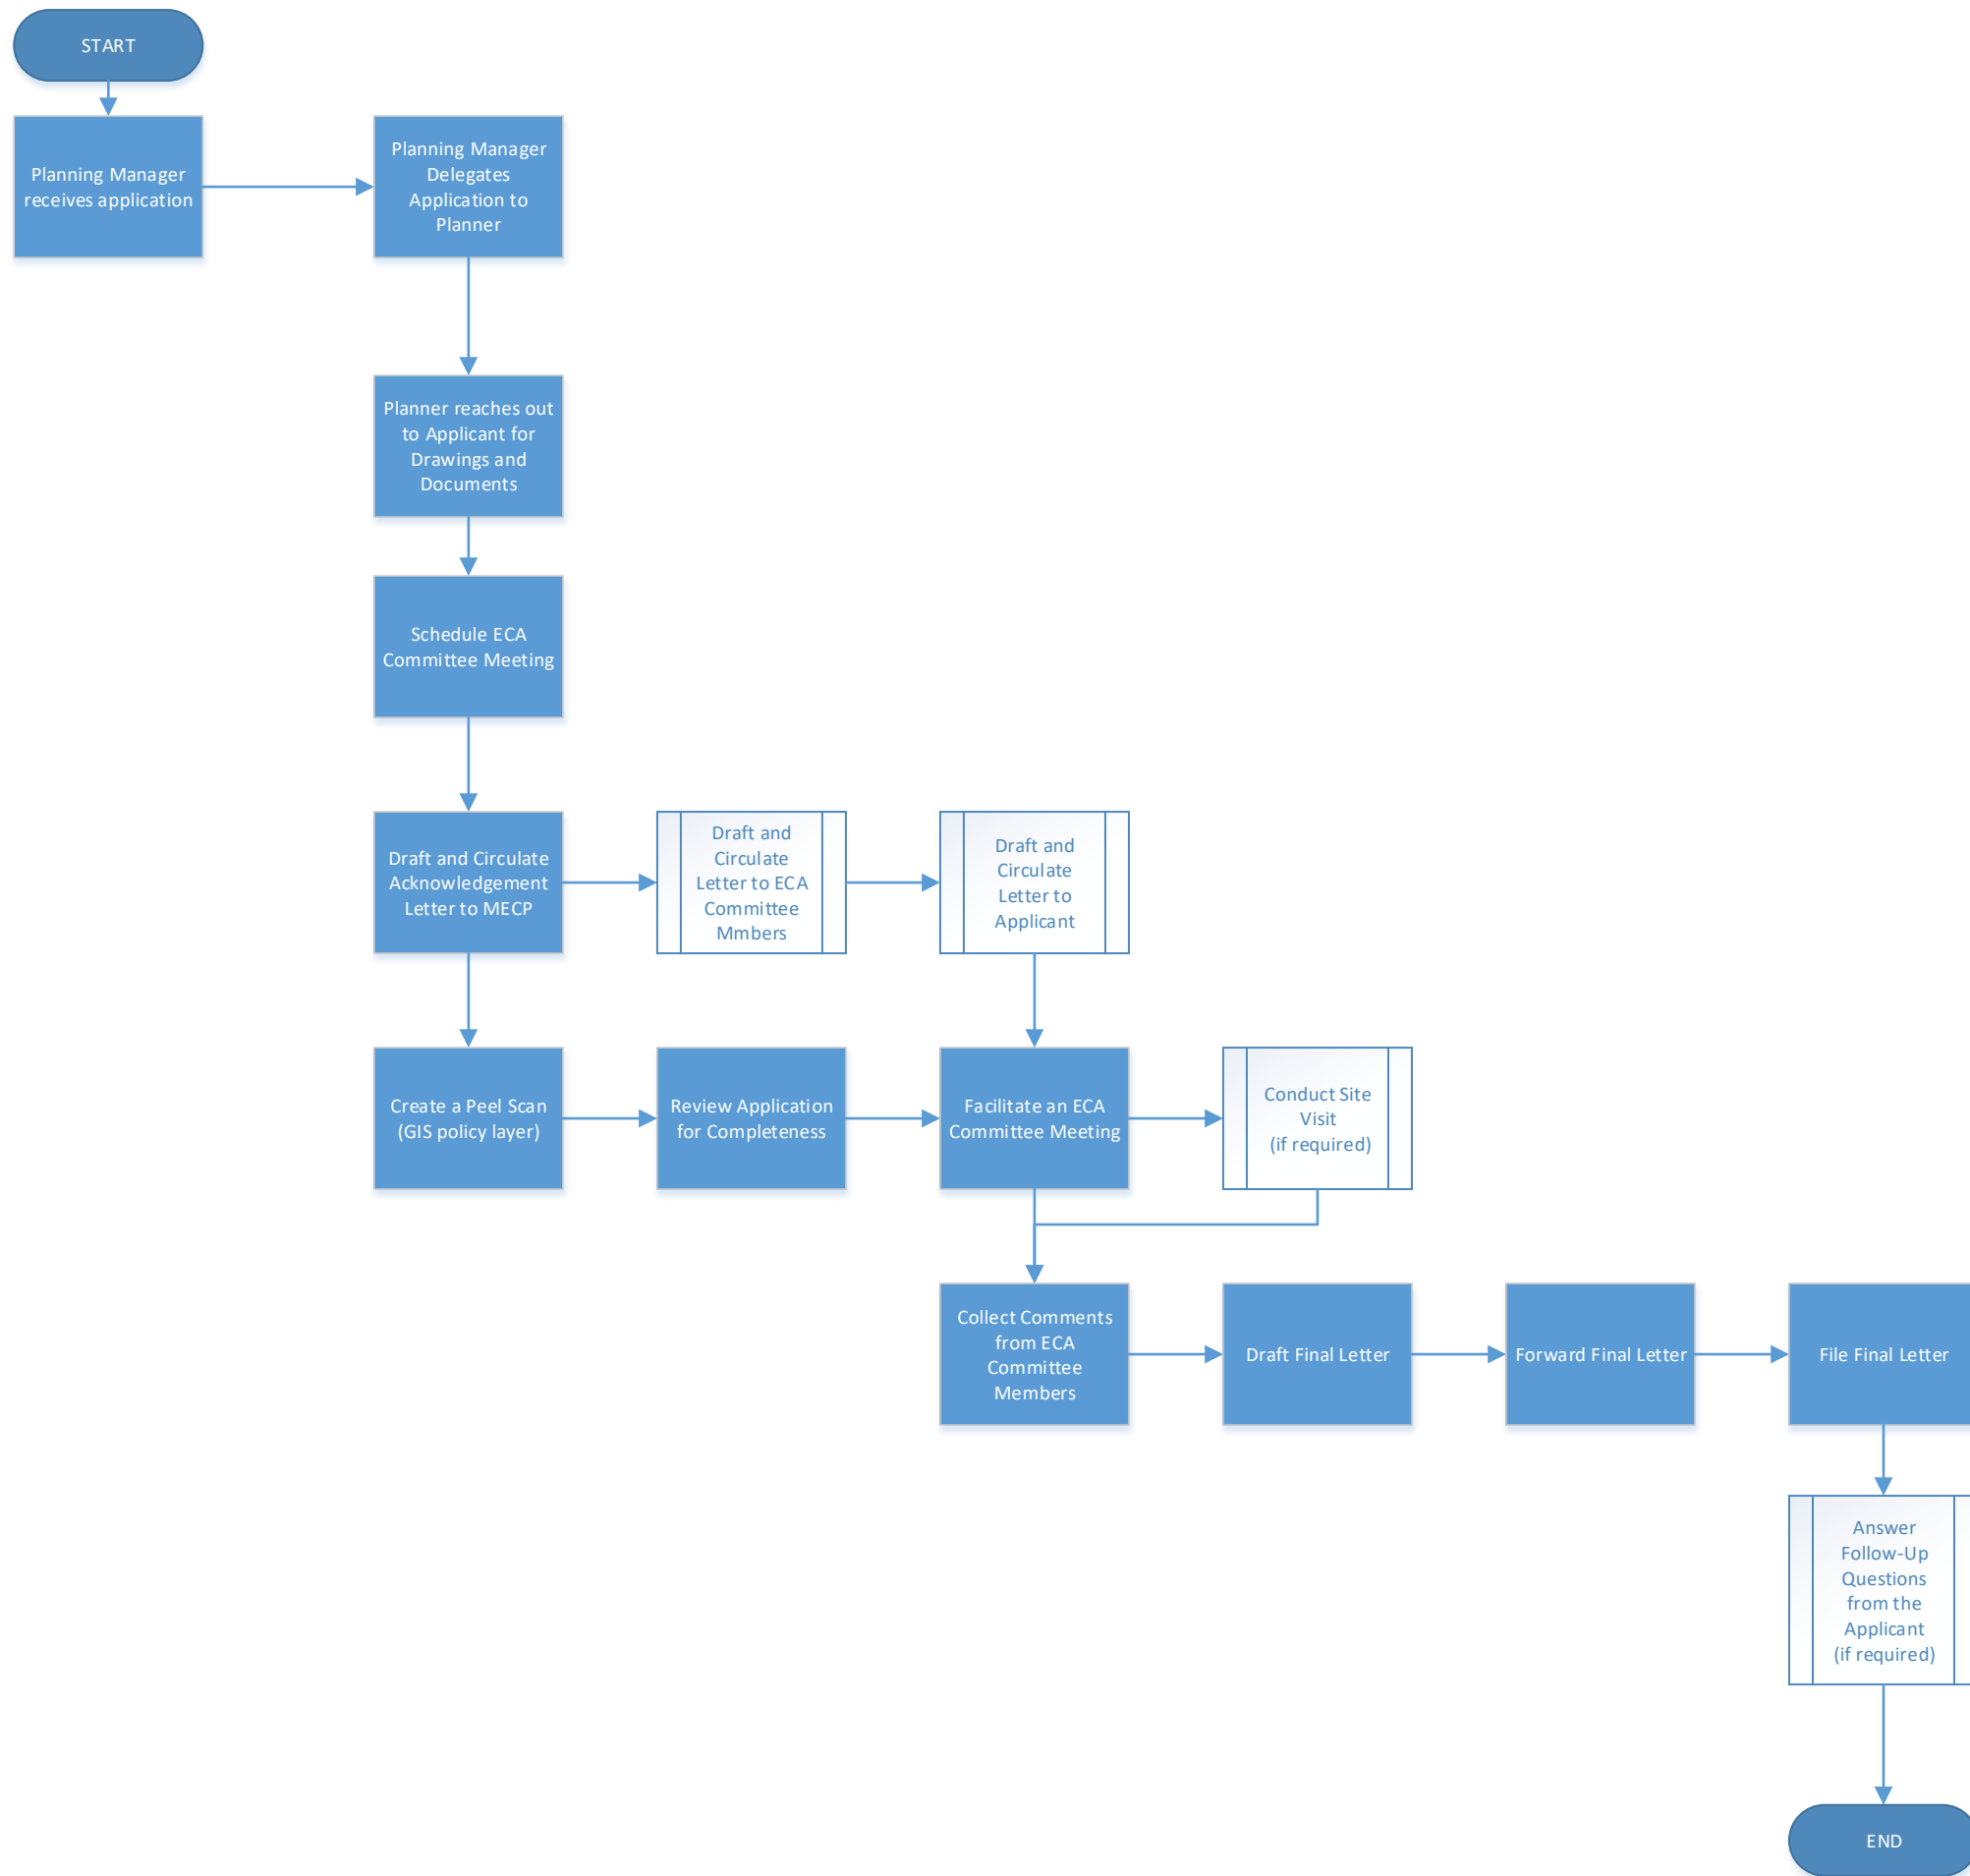 START
Planning Manager
receives application
Planning Manager
Delegates
Application to
Planner
Planner reaches out
to Applicant for
Drawings and
Documents
Schedule ECA
Committee Meeting
Draft and Circulate
Acknowledgement
Letter to MECP
Draft and
Circulate
Letter to ECA
Committee
Mmbers
Draft and
Circulate
Letter to
Applicant
Create a Peel Scan
(GIS policy layer)
Review Application
for Completeness
Facilitate an ECA
Committee Meeting
Conduct Site
Visit
(if required)
Collect Comments
from ECA
Committee
Members
Draft Final Letter
Forward Final Letter
File Final Letter
Answer
Follow-Up
Questions
from the
Applicant
(if required)
END